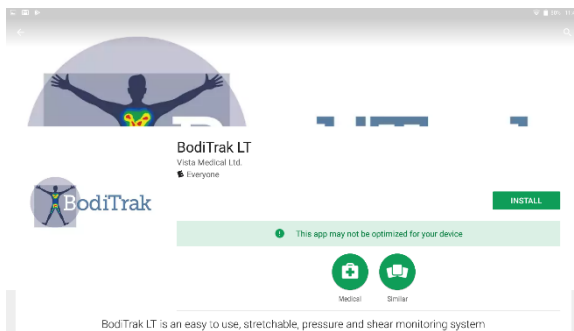 BodiTrak LT
Vista Medical Ltd.
Everyone
BodiTrak
INSTALL
This app may not be optimized for your device
Medical
Similar
BodiTrak LT is an easy to use, stretchable, pressure and shear monitoring system